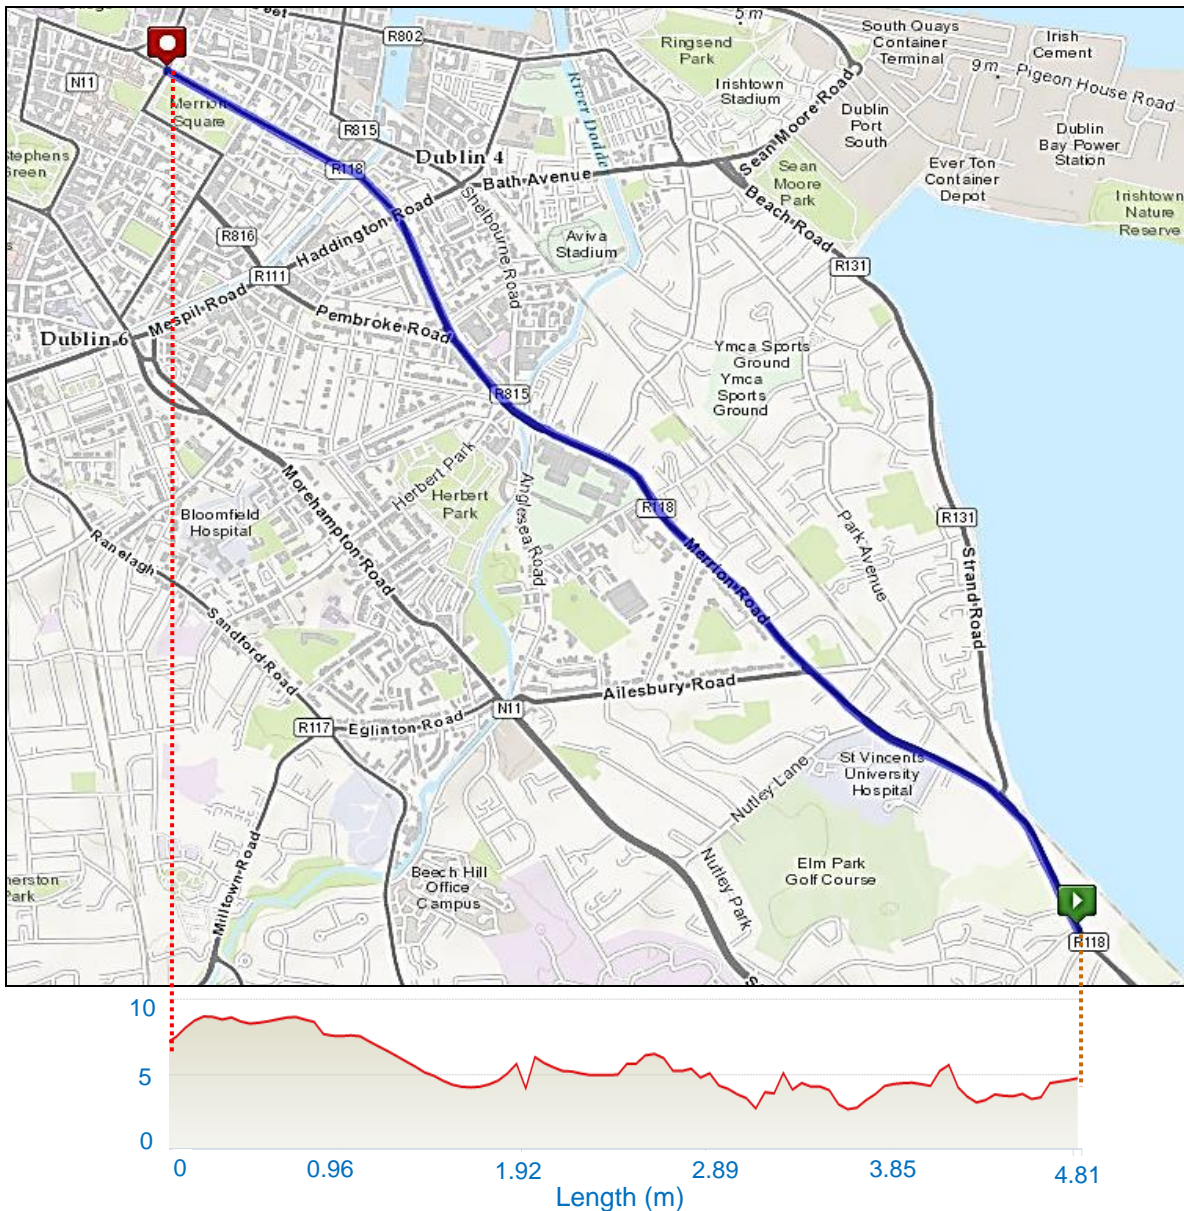 R802
5 m
South Quays
Container
Terminal
Irish
Cement
Ringsend
Park
N11
9 m
Pigeon House Road
River Dodder
Irishtown
Stadium
Sean Moore Road
Merrion
Square
R815
Dublin
Port
South
Dublin
Bay Power
Station
Dublin 4
Stephens
Green
R118
Bath Avenue
Sean
Moore
Park
Ever Ton
Container
Depot
Irishtown
Nature
Reserve
Shelbourne Road
Haddington Road
Beach Road
R816
Aviva
Stadium
R111
R131
Mespil Road
Pembroke Road
Dublin 6
Ymca Sports
Ground
Ymca
Sports
Ground
R815
Herbert Park
Morehampton Road
Herbert
Park
Anglesea Road
Bloomfield
Hospital
R118
Park Avenue
R131
Ranelagh
Merrion Road
Strand Road
Sandford Road
Ailesbury Road
N11
R117
Eglinton Road
Nutley Lane
St Vincents
University
Hospital
Milltown Road
Beech Hill
Office
Campus
Nutley Park
Elm Park
Golf Course
Park
R118
10
5
0
0
0.96
1.92
2.89
3.85
4.81
Length (m)